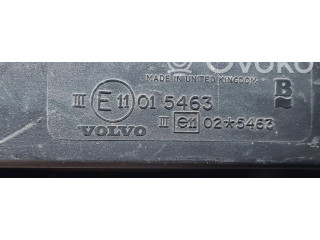 MADE IN UNITED KINGDOM
III E 11 01 5463 B
VOLVO III e11 02*5463